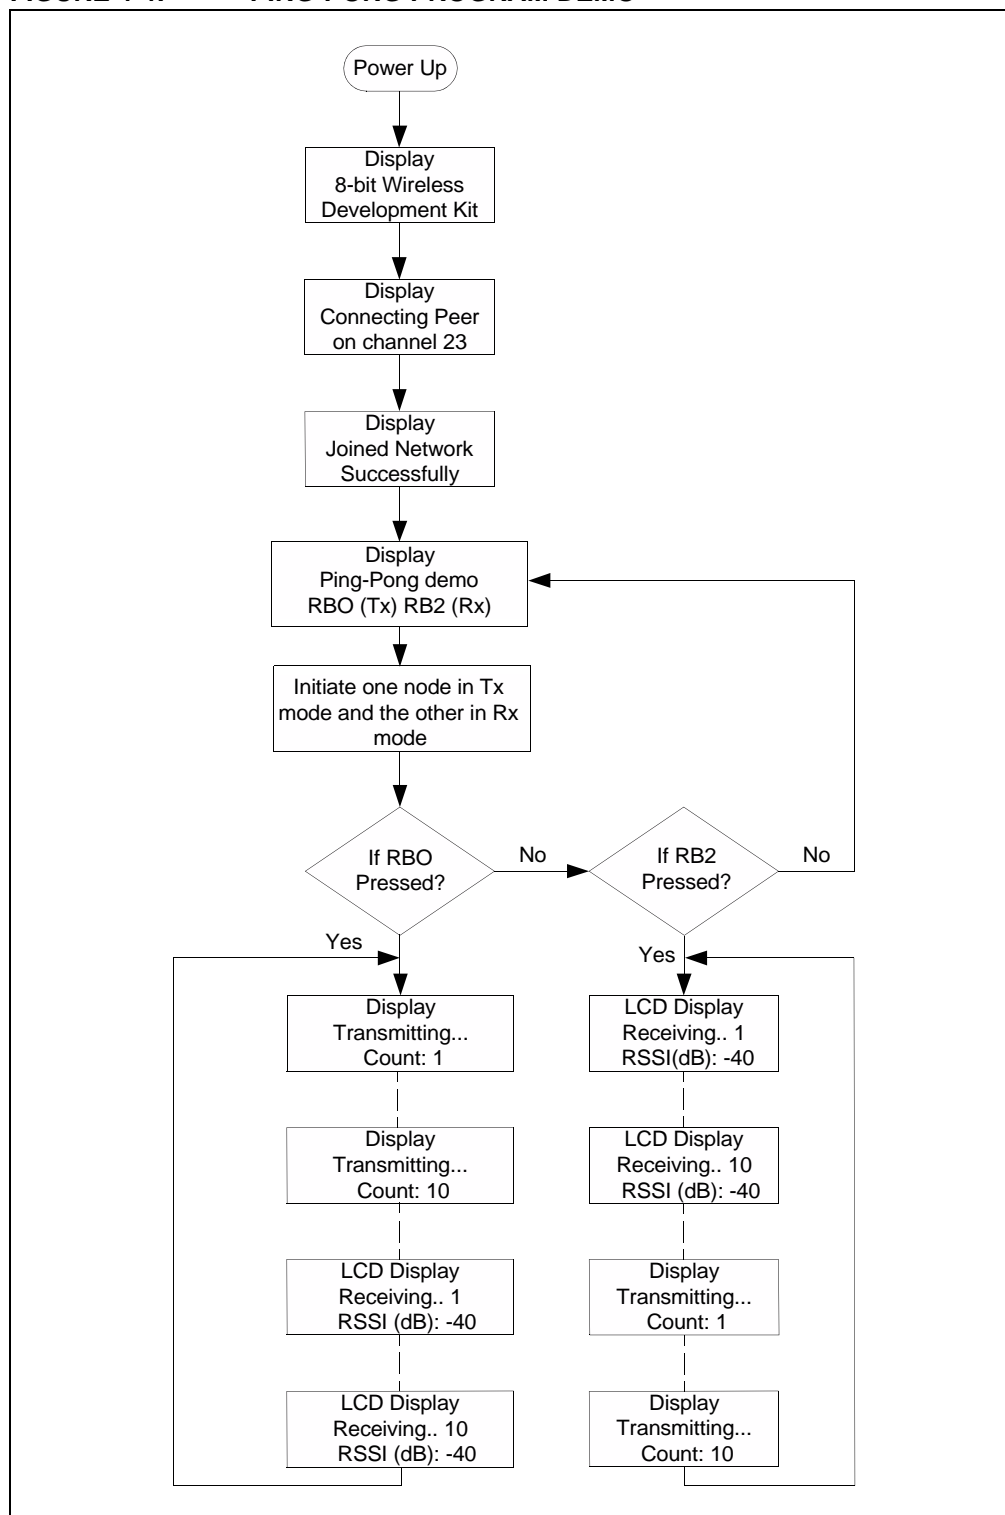 Power Up
Display
8-bit Wireless
Development Kit
Display
Connecting Peer
on channel 23
Display
Joined Network
Successfully
Display
Ping-Pong demo
RBO (Tx) RB2 (Rx)
Initiate one node in Tx
mode and the other in Rx
mode
If RBO
Pressed?
No
If RB2
Pressed?
No
Yes
Yes
Display
Transmitting...
Count: 1
Display
Transmitting...
Count: 10
LCD Display
Receiving.. 1
RSSI (dB): -40
LCD Display
Receiving.. 10
RSSI (dB): -40
LCD Display
Receiving.. 1
RSSI(dB): -40
LCD Display
Receiving.. 10
RSSI (dB): -40
Display
Transmitting...
Count: 1
Display
Transmitting...
Count: 10